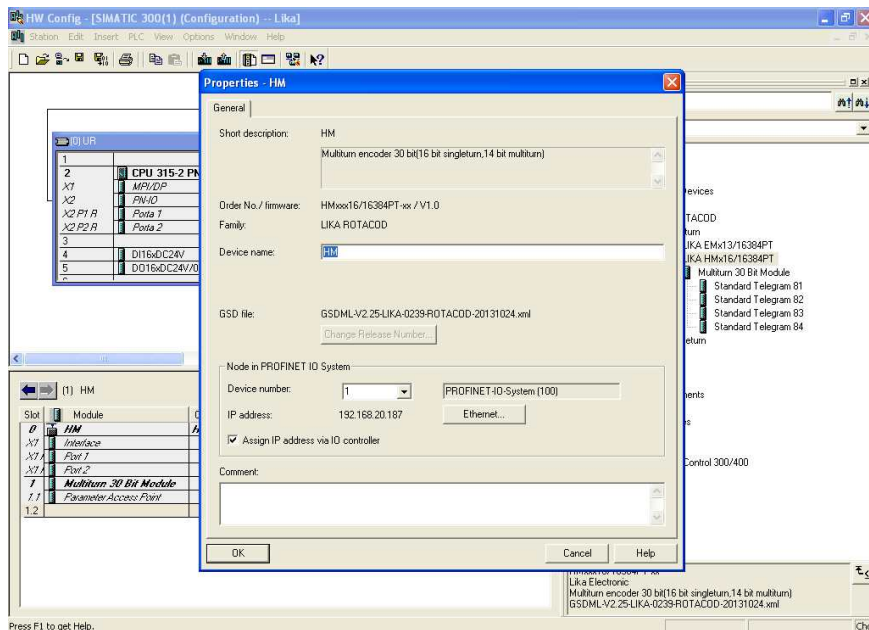 HW Config - [SIMATIC 300(1) (Configuration) -- Lika]
Station Edit Insert PLC View Options Window Help
Properties - HM
General
Short description: HM
Multiturn encoder 30 bit(16 bit singleturn,14 bit multiturn)
Order No./ firmware: HMxxx16/16384PT-xx / V1.0
Family: LIKA ROTACOD
Device name: HM
GSD file: GSDML-V2.25-LIKA-0239-ROTACOD-20131024.xml
Change Release Number...
Node in PROFINET IO System
Device number: 1 PROFINET-IO-System (100)
IP address: 192.168.20.187 Ethernet...
Assign IP address via IO controller
Comment:
OK Cancel Help
(0) UR
1
2 CPU 315-2 PN
X1 MPI/DP
X2 PN-IO
X2 P1 R Porta 1
X2 P2 R Porta 2
3
4 DI16xDC24V
5 DO16xDC24V/0
evices
TACOD
turn
IKA EMx13/16384PT
IKA HMx16/16384PT
Multiturn 30 Bit Module
Standard Telegram 81
Standard Telegram 82
Standard Telegram 83
Standard Telegram 84
eturn
ents
s
Control 300/400
(1) HM
Slot Module
0 HM
X1 Interface
X1 Port 1
X1 Port 2
1 Multiturn 30 Bit Module
1.1 Parameter Access Point
1.2
Lika Electronic
Multiturn encoder 30 bit(16 bit singleturn,14 bit multiturn)
GSDML-V2.25-LIKA-0239-ROTACOD-20131024.xml
Press F1 to get Help.
Chg